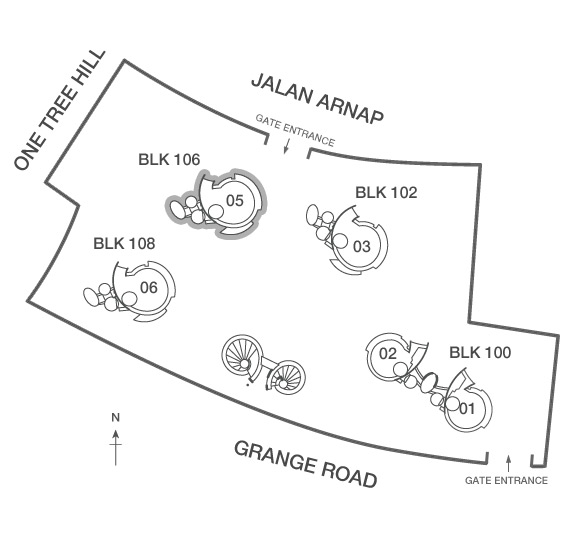 ONE TREE HILL
JALAN ARNAP
GATE ENTRANCE
BLK 106
05
BLK 102
03
BLK 108
06
02
BLK 100
01
N
GRANGE ROAD
GATE ENTRANCE